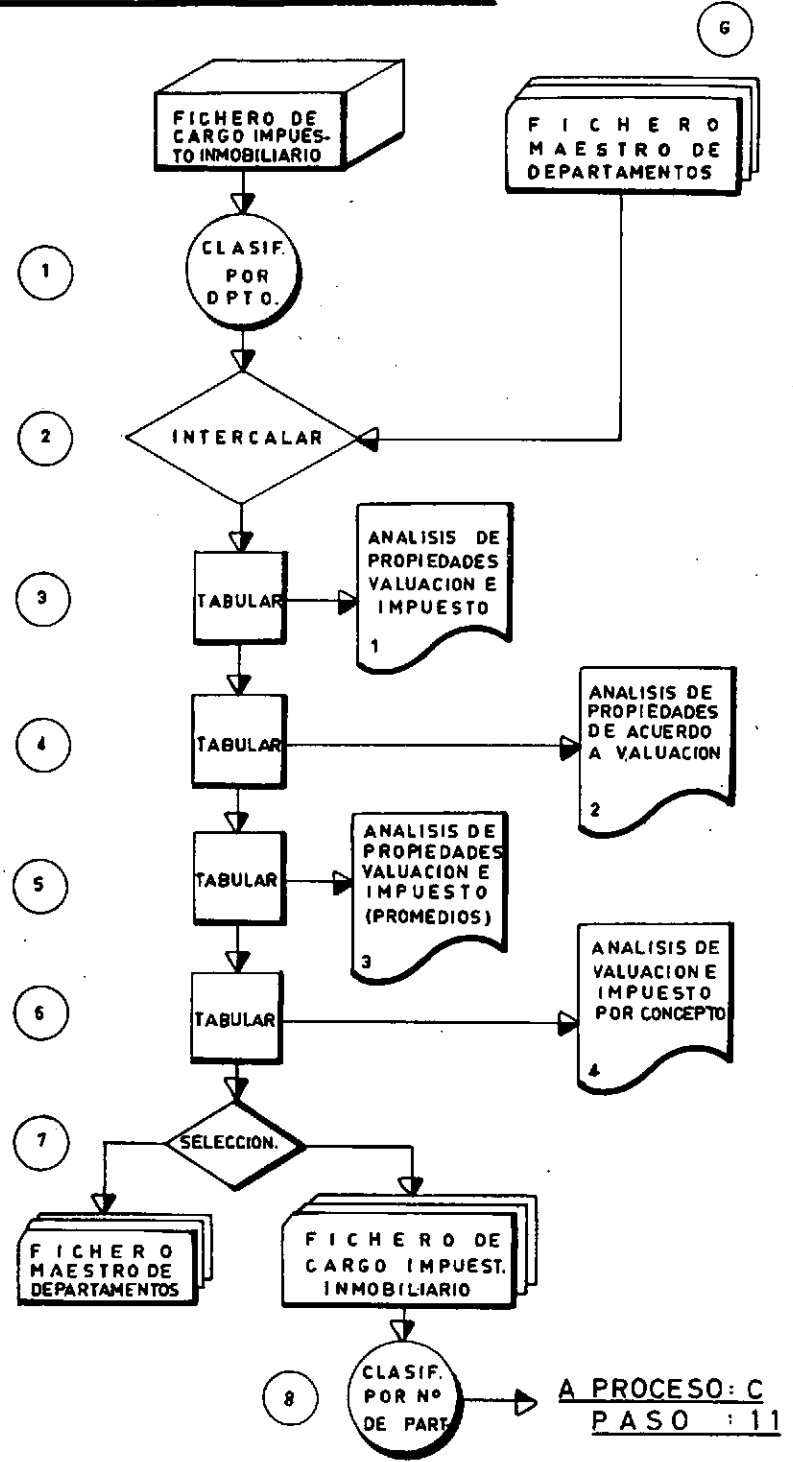 G
FICHERO DE
CARGO IMPUES-
TO INMOBILIARIO
FICHERO
MAESTRO DE
DEPARTAMENTOS
1
CLASIF.
POR
DPTO.
2
INTERCALAR
3
TABULAR
ANALISIS DE
PROPIEDADES
VALUACION E
IMPUESTO
1
4
TABULAR
ANALISIS DE
PROPIEDADES
DE ACUERDO
A VALUACION
2
5
TABULAR
ANALISIS DE
PROPIEDADES
VALUACION E
IMPUESTO
(PROMEDIOS)
3
6
TABULAR
ANALISIS DE
VALUACION E
IMPUESTO
POR CONCEPTO
4
7
SELECCION.
FICHERO
MAESTRO DE
DEPARTAMENTOS
FICHERO DE
CARGO IMPUEST.
INMOBILIARIO
8
CLASIF.
POR Nº
DE PART.
A PROCESO: C
PASO : 11